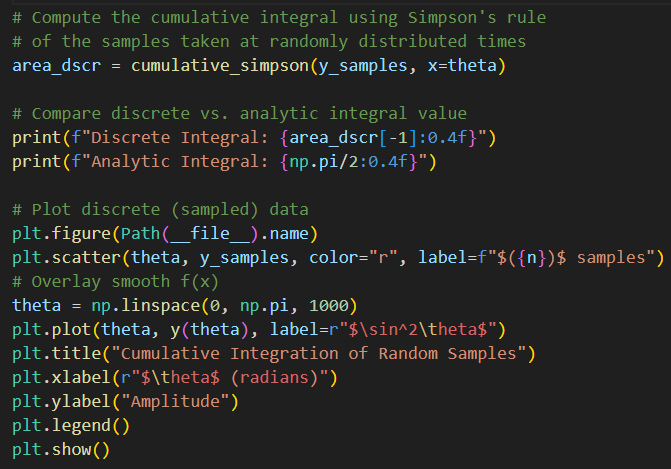 # Compute the cumulative integral using Simpson's rule
# of the samples taken at randomly distributed times
area_dscr = cumulative_simpson(y_samples, x=theta)

# Compare discrete vs. analytic integral value
print(f"Discrete Integral: {area_dscr[-1]:0.4f}")
print(f"Analytic Integral: {np.pi/2:0.4f}")

# Plot discrete (sampled) data
plt.figure(Path(__file__).name)
plt.scatter(theta, y_samples, color="r", label=f"$({n})$ samples")
# Overlay smooth f(x)
theta = np.linspace(0, np.pi, 1000)
plt.plot(theta, y(theta), label=r"$\sin^2\theta$")
plt.title("Cumulative Integration of Random Samples")
plt.xlabel(r"$\theta$ (radians)")
plt.ylabel("Amplitude")
plt.legend()
plt.show()